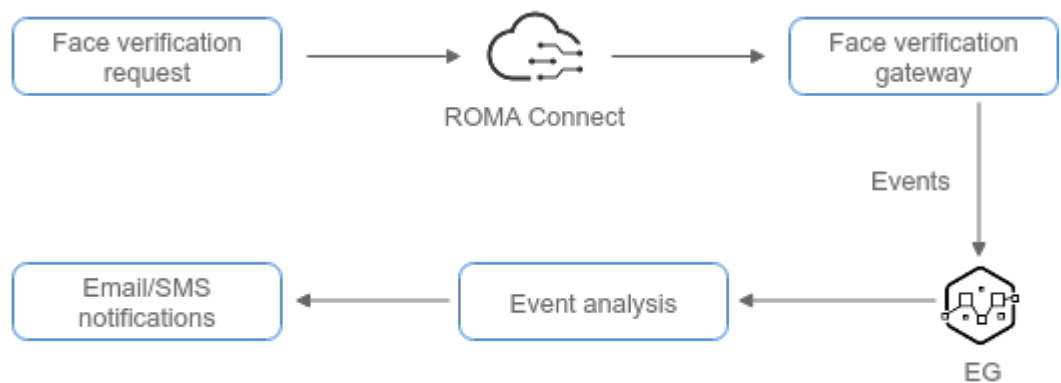 Face verification
request
ROMA Connect
Face verification
gateway
Events
Email/SMS
notifications
Event analysis
EG